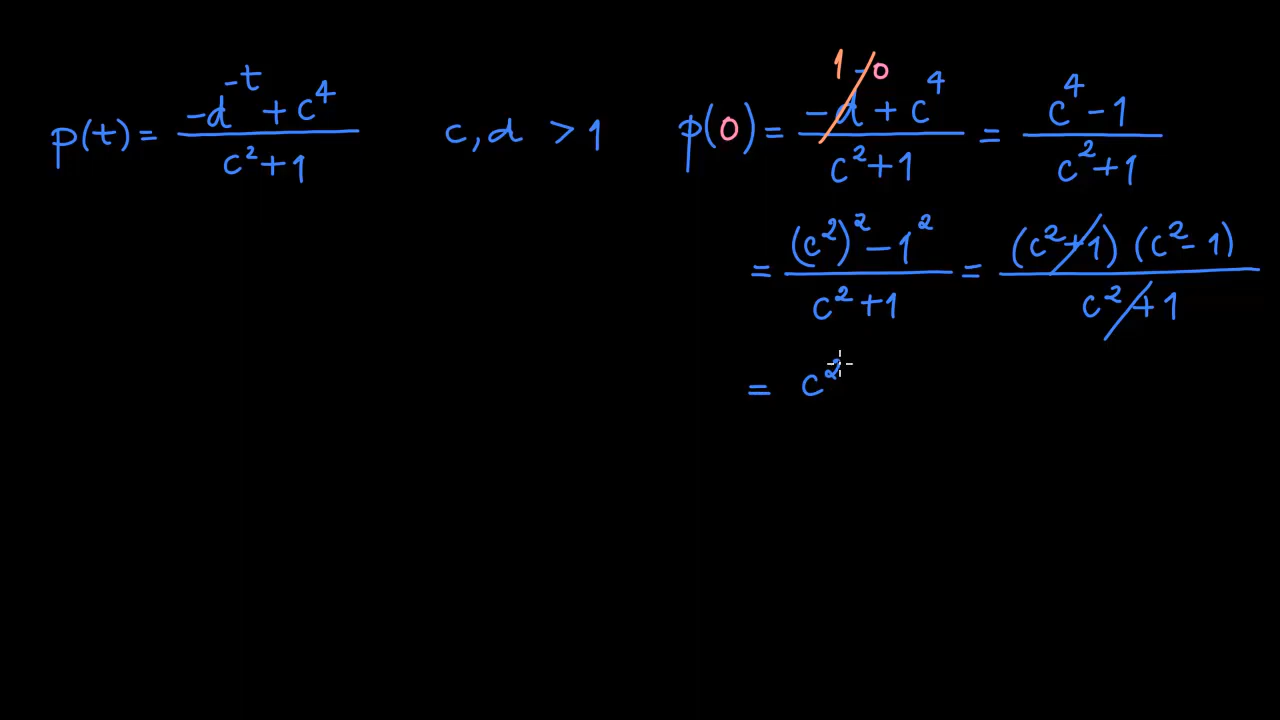 p(t) = (-d^{-t} + c^4) / (c^2 + 1)    c, d > 1    p(0) = (-d^{-0} + c^4) / (c^2 + 1) = (c^4 - 1) / (c^2 + 1)
1
= ((c^2)^2 - 1^2) / (c^2 + 1) = (c^2 + 1) (c^2 - 1) / (c^2 + 1)
= c^2